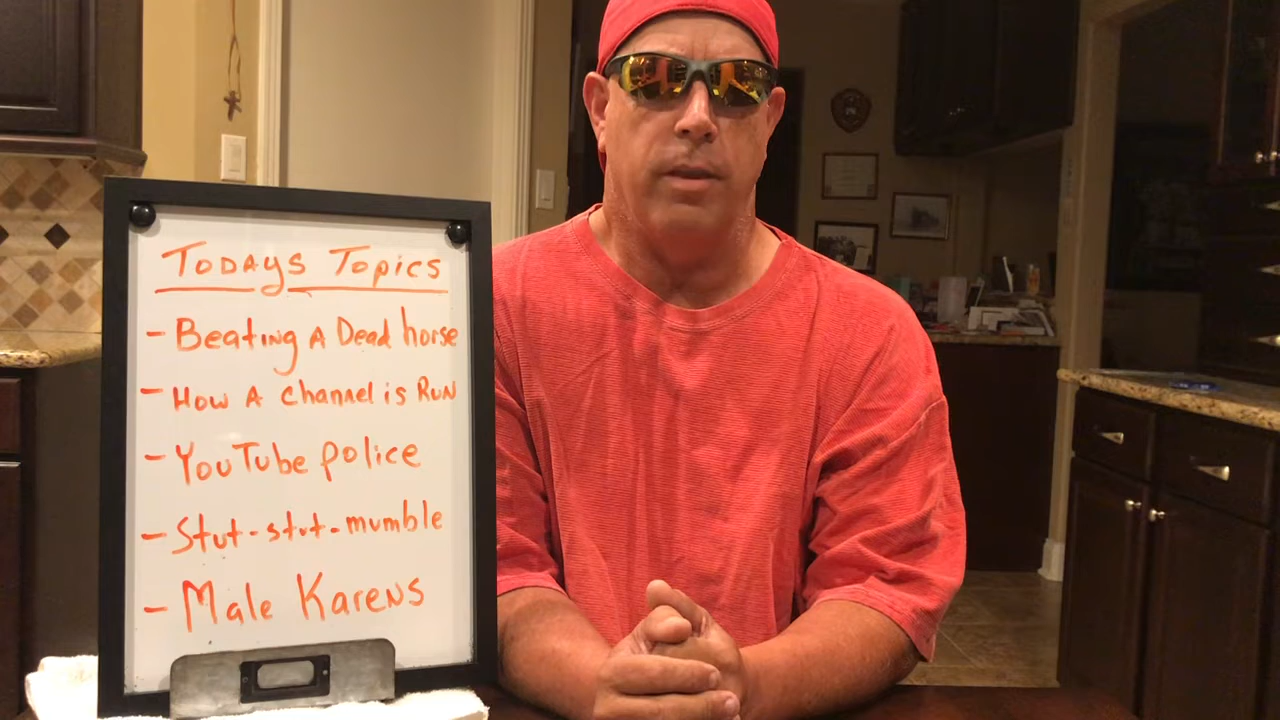 Todays Topics
- Beating A Dead horse
- How A Channel is Run
- YouTube police
- Stut-stut-mumble
- Male Karens